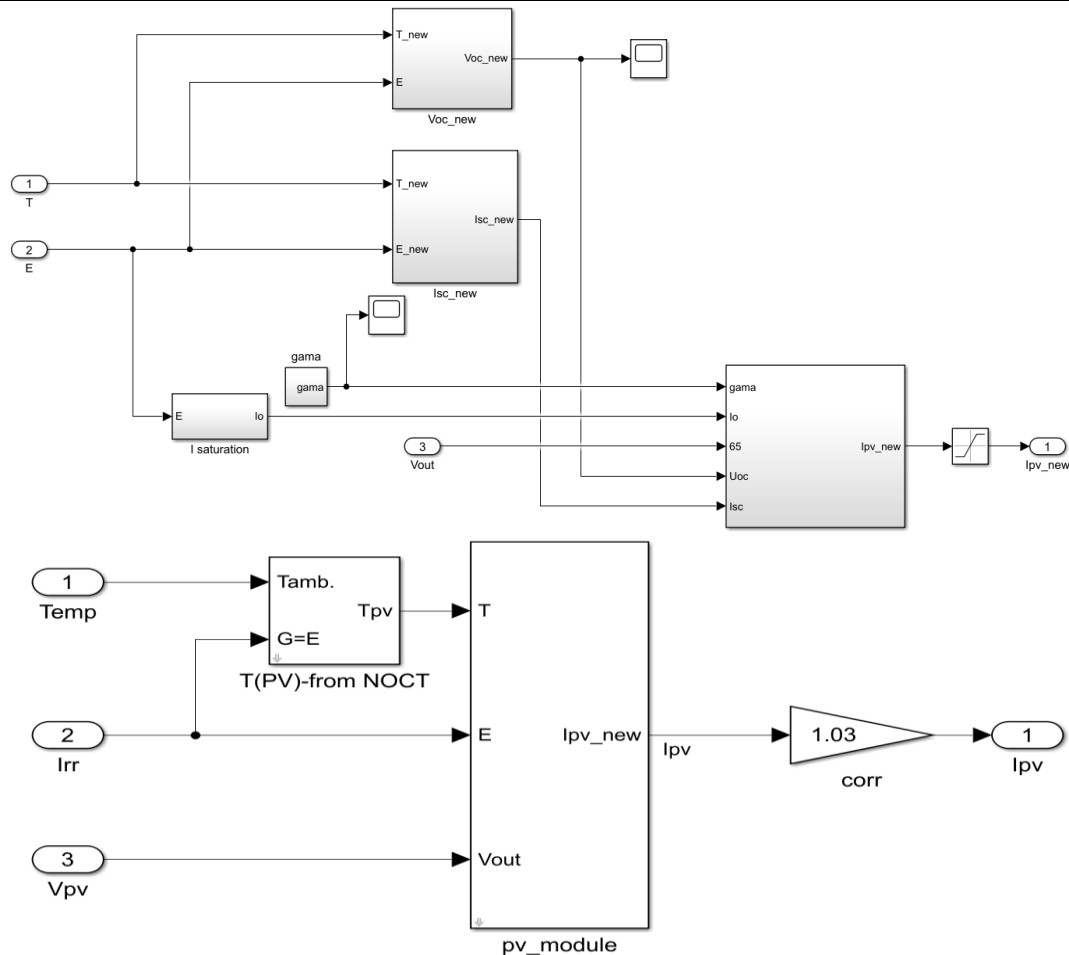 T_new
Voc_new
E
Voc_new
1
T
T_new
Isc_new
2
E
E_new
Isc_new
gama
gama
gama
E
Io
I saturation
Io
3
Vout
65
Ipv_new
1
Ipv_new
Uoc
Isc
1
Temp
Tamb.
Tpv
T
G=E
T(PV)-from NOCT
2
Irr
E
Ipv_new
Ipv
1.03
corr
1
Ipv
3
Vpv
Vout
pv_module